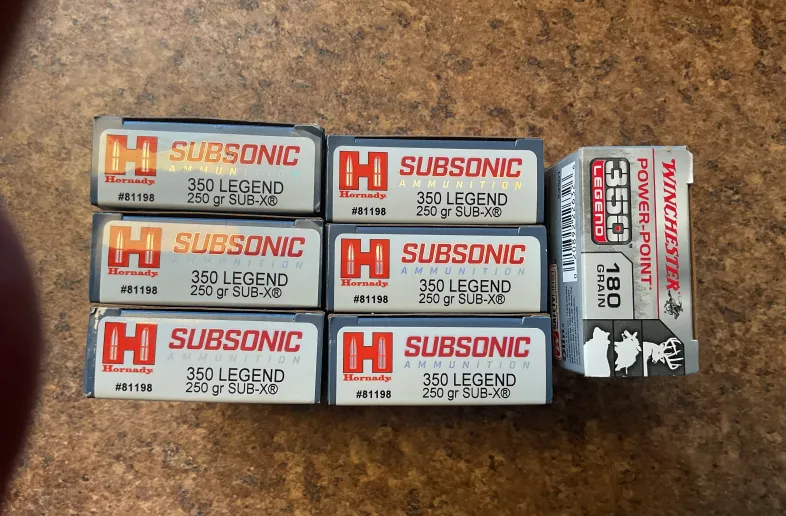 SUBSONIC
AMMUNITION
Hornady.
350 LEGEND
#81198
250 gr SUB-X®
SUBSONIC
AMMUNITION
Hornady.
350 LEGEND
#81198
250 gr SUB-X®
SUBSONIC
AMMUNITION
Hornady.
350 LEGEND
#81198
250 gr SUB-X®
SUBSONIC
AMMUNITION
Hornady.
350 LEGEND
#81198
250 gr SUB-X®
SUBSONIC
AMMUNITION
Hornady.
350 LEGEND
#81198
250 gr SUB-X®
SUBSONIC
AMMUNITION
Hornady.
350 LEGEND
#81198
250 gr SUB-X®
WINCHESTER
POWER-POINT
350
LEGEND
180
GRAIN